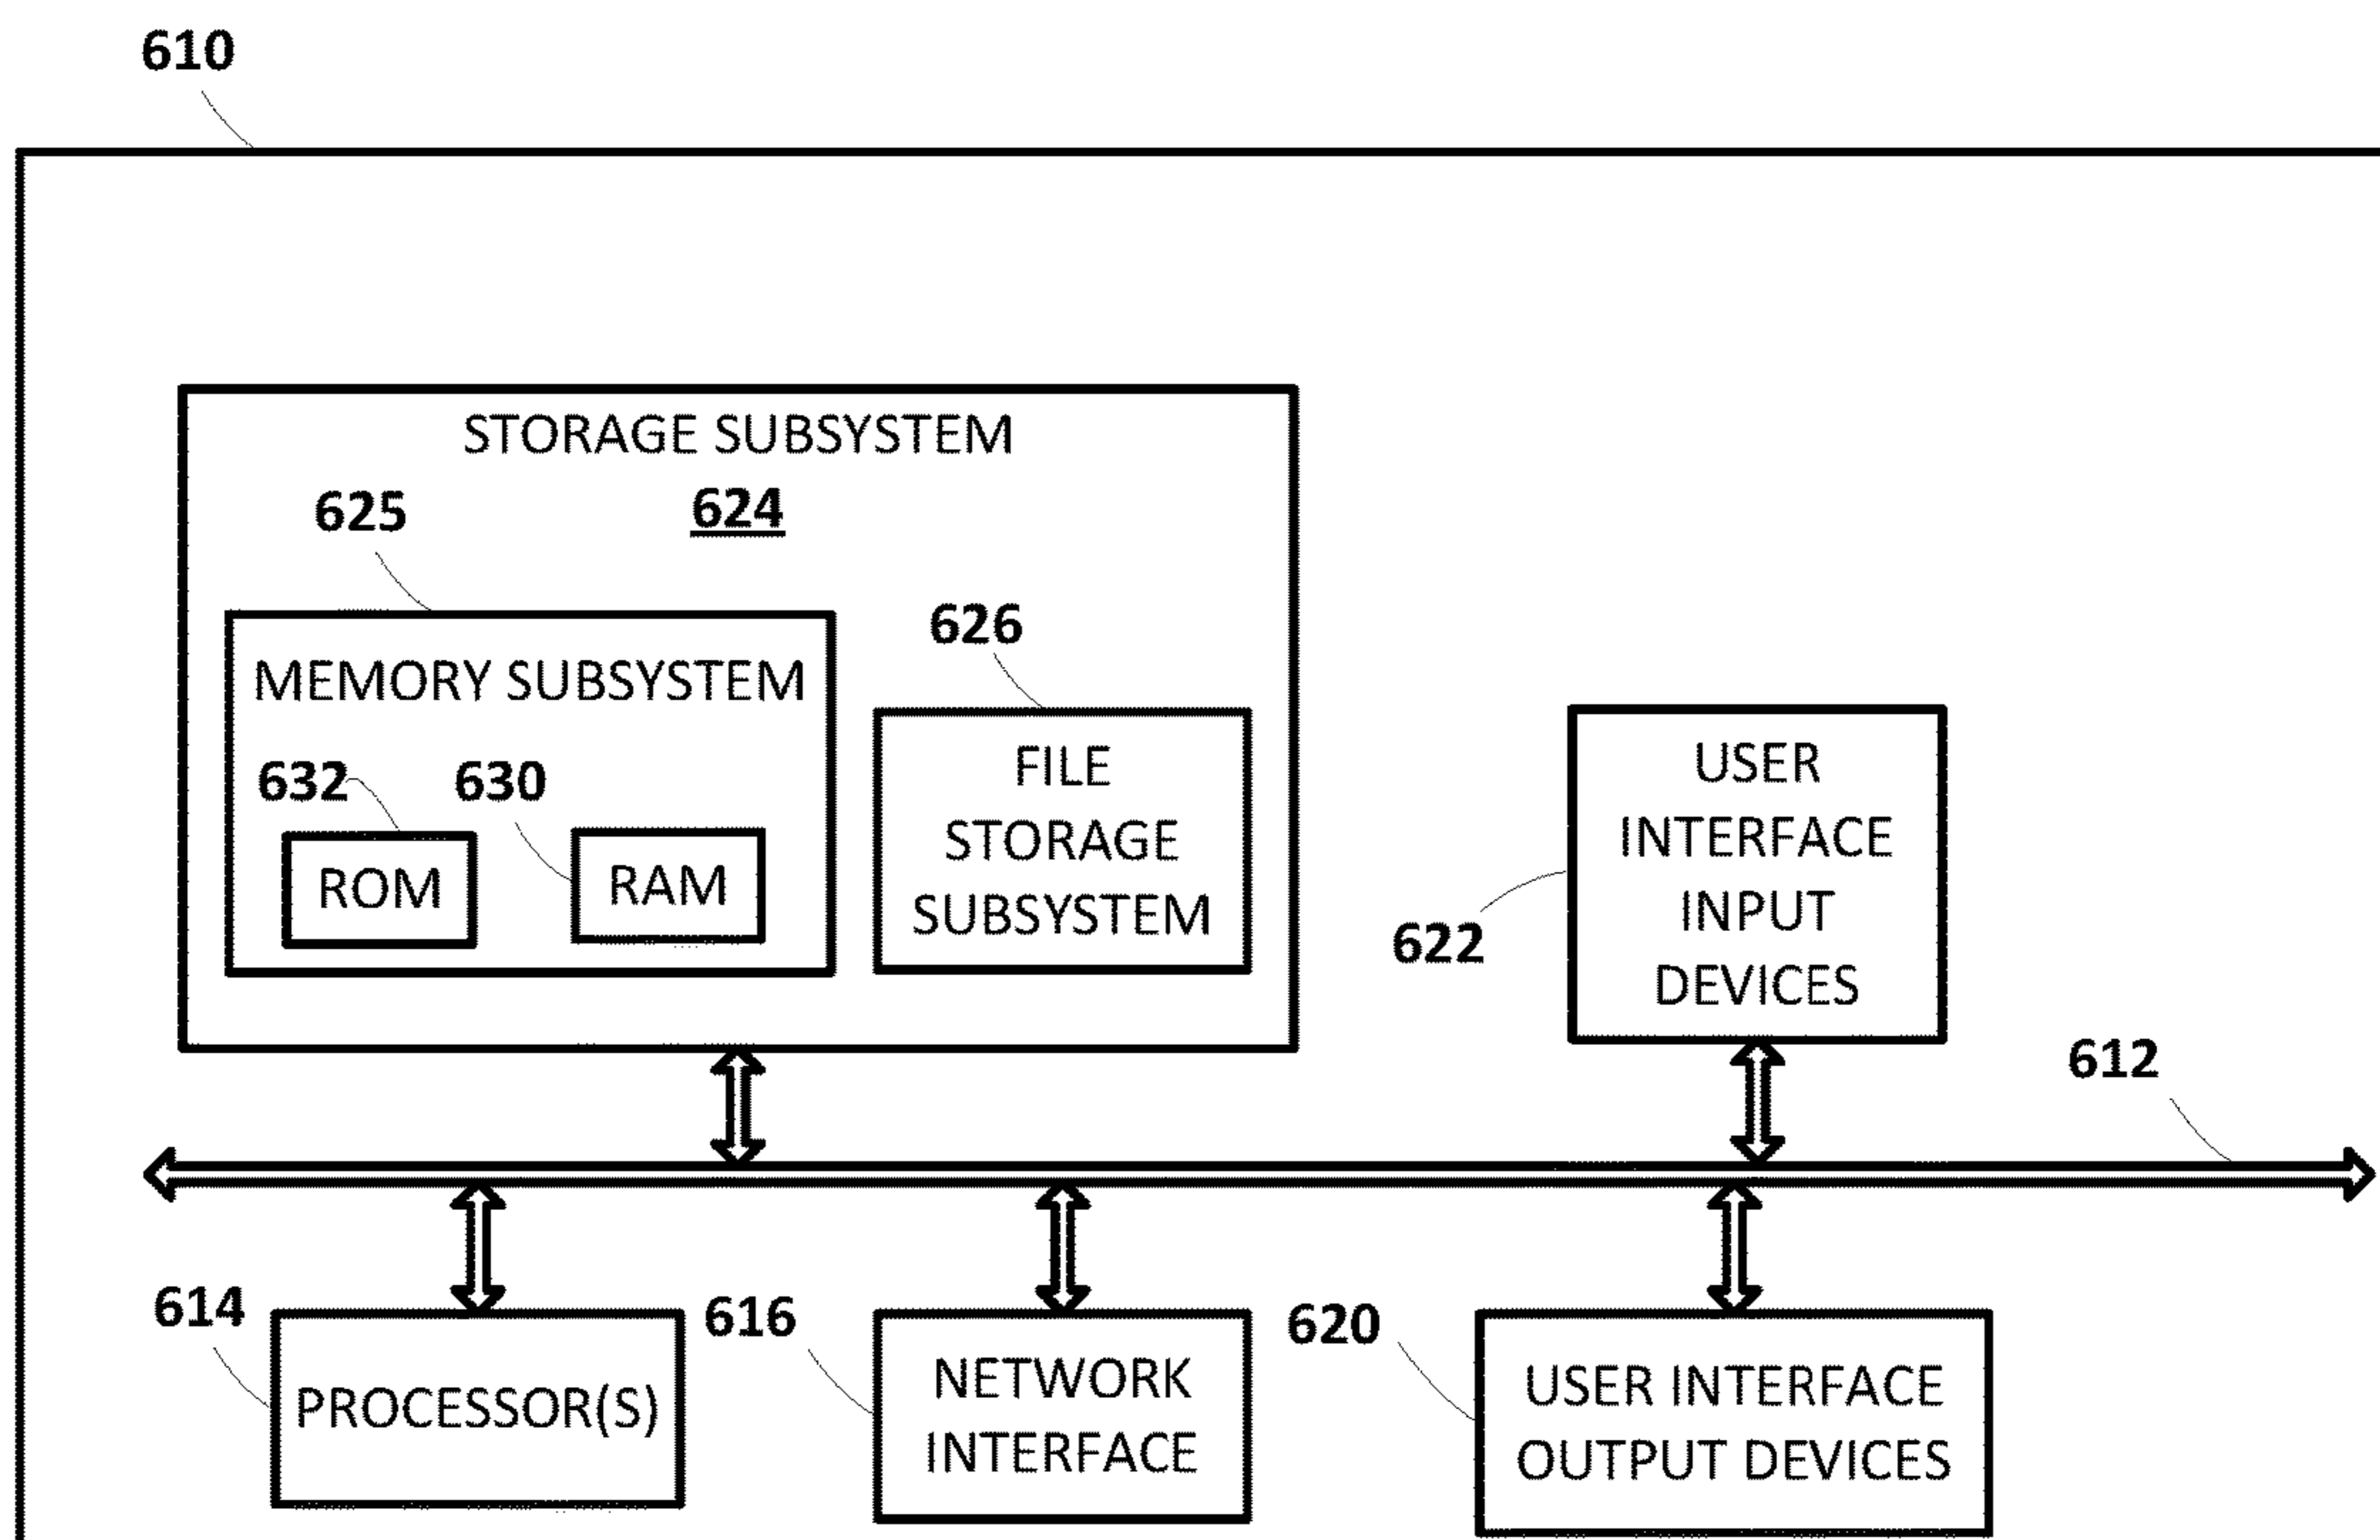 610
STORAGE SUBSYSTEM
624
625
626
MEMORY SUBSYSTEM
632
630
ROM
RAM
FILE
STORAGE
SUBSYSTEM
USER
INTERFACE
INPUT
DEVICES
622
612
614
PROCESSOR(S)
616
NETWORK
INTERFACE
620
USER INTERFACE
OUTPUT DEVICES